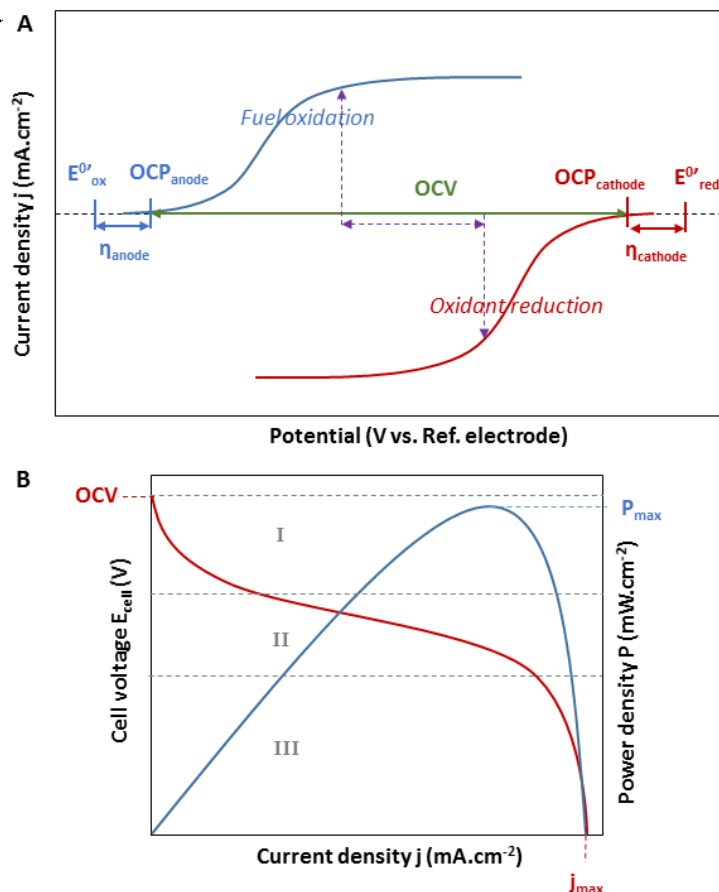 A
Current density j (mA.cm-2)
Fuel oxidation
E0'ox
OCPanode
OCV
OCPcathode
E0'red
ηanode
ηcathode
Oxidant reduction
Potential (V vs. Ref. electrode)
B
OCV
Pmax
I
II
III
Cell voltage Ecell (V)
Power density P (mW.cm-2)
Current density j (mA.cm-2)
jmax